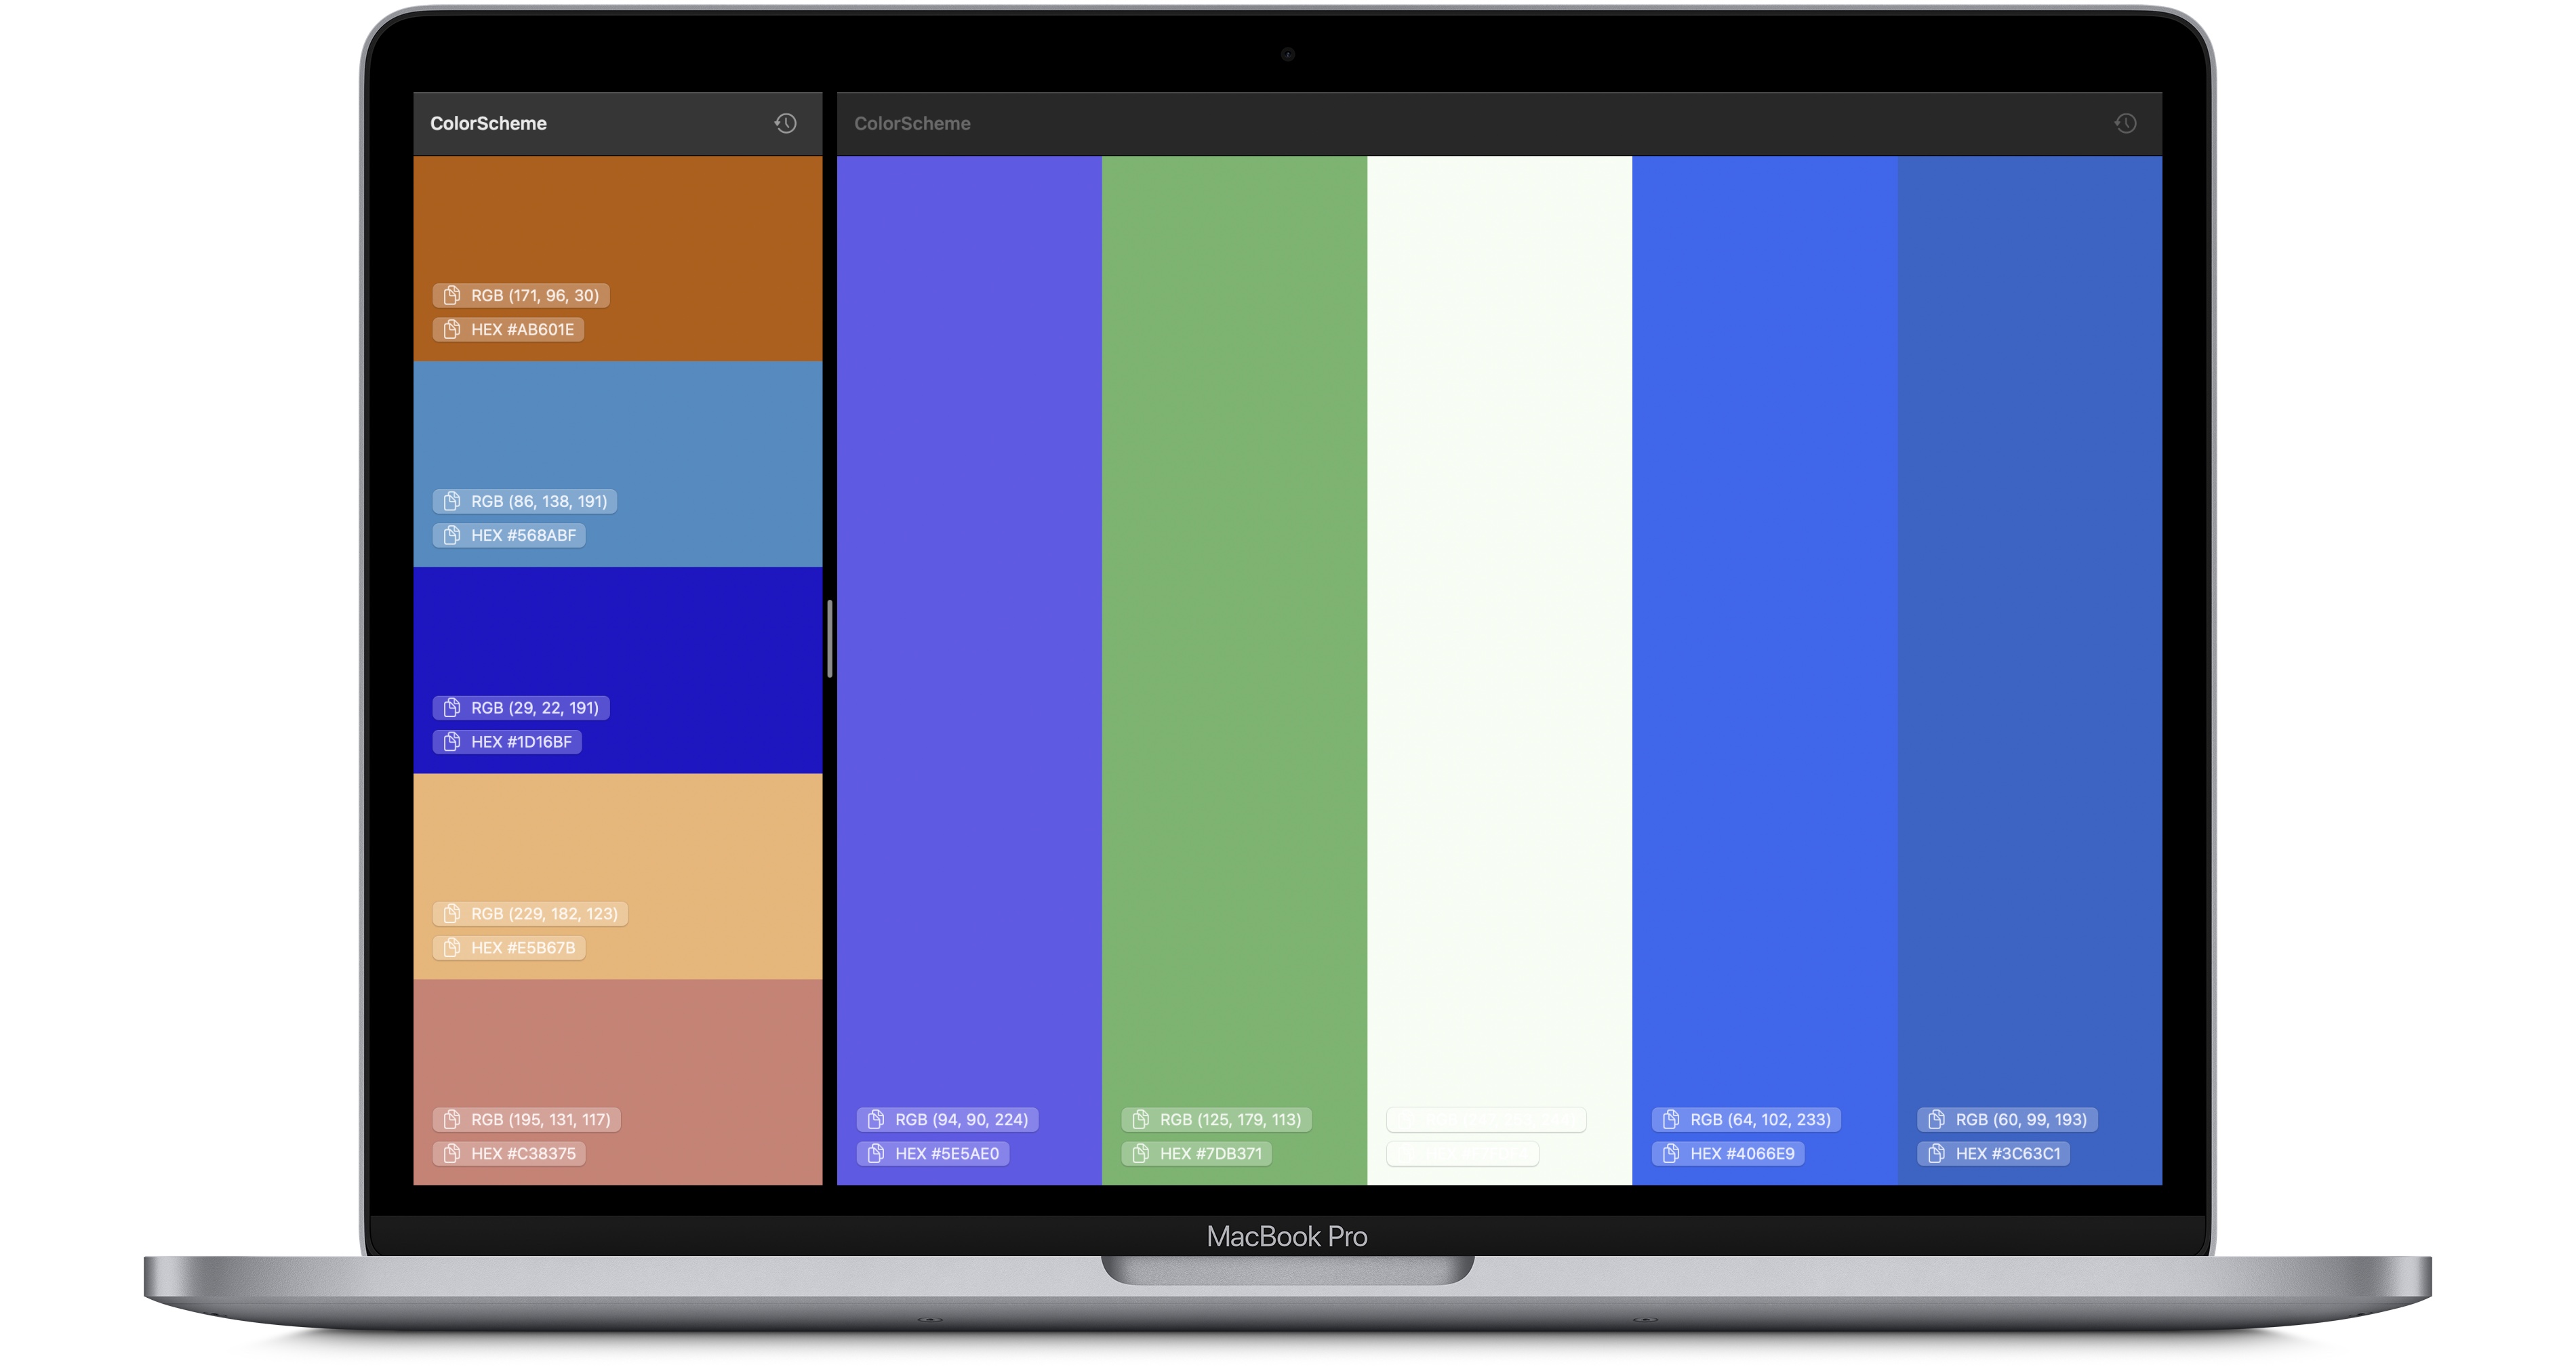 ColorScheme
RGB (171, 96, 30)
HEX #AB601E
RGB (86, 138, 191)
HEX #568ABF
RGB (29, 22, 191)
HEX #1D16BF
RGB (229, 182, 123)
HEX #E5B67B
RGB (195, 131, 117)
HEX #C38375
ColorScheme
RGB (94, 90, 224)
HEX #5E5AE0
RGB (125, 179, 113)
HEX #7DB371
RGB (64, 102, 233)
HEX #4066E9
RGB (60, 99, 193)
HEX #3C63C1
MacBook Pro